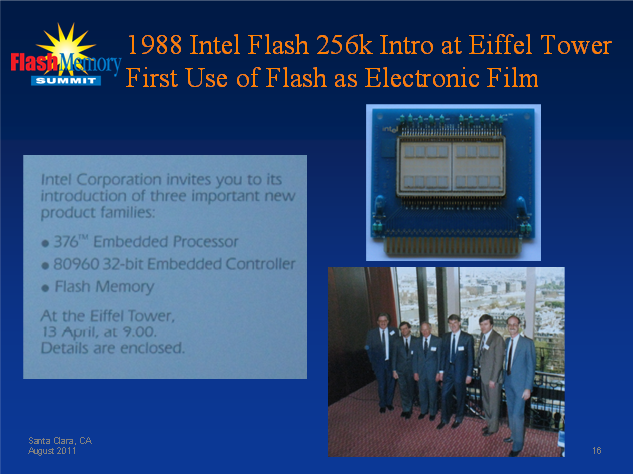 1988 Intel Flash 256k Intro at Eiffel Tower
First Use of Flash as Electronic Film
FlashMemory
SUMMIT
intel
Intel Corporation invites you to its
introduction of three important new
product families:
● 376™ Embedded Processor
● 80960 32-bit Embedded Controller
● Flash Memory
At the Eiffel Tower,
13 April, at 9.00.
Details are enclosed.
Santa Clara, CA
August 2011
16